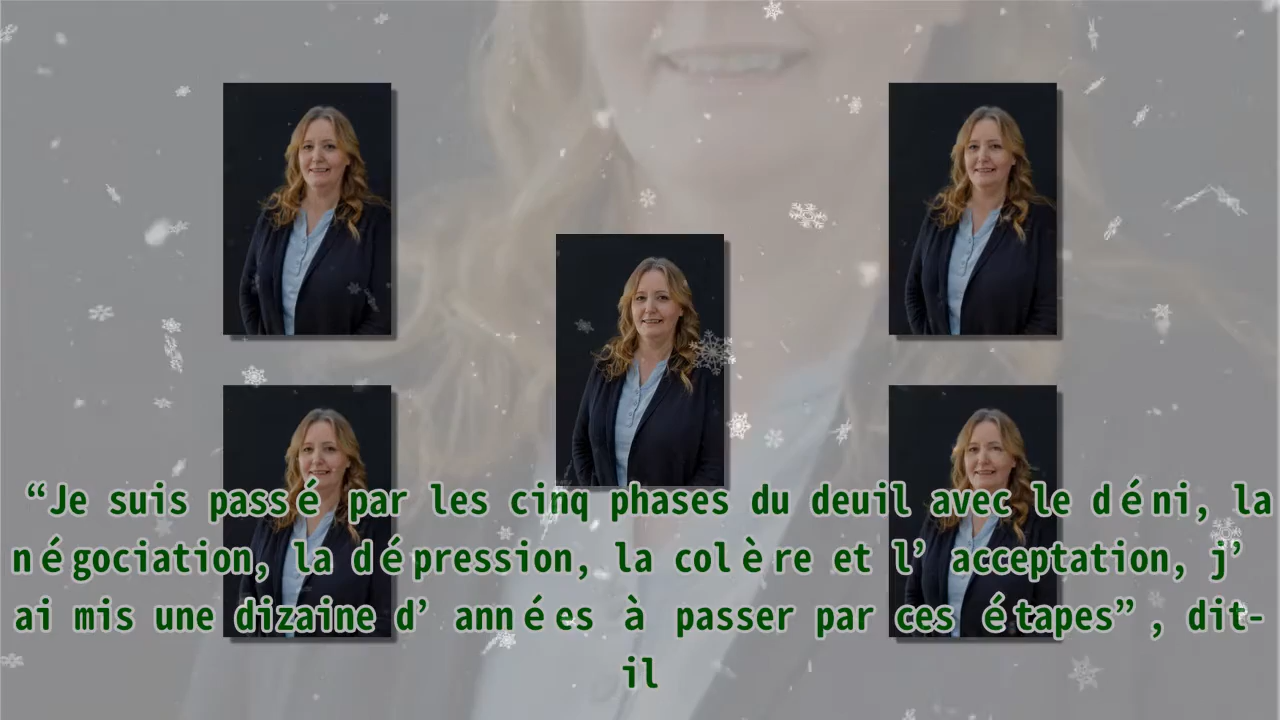 “Je suis passé par les cinq phases du deuil avec le déni, la
négociation, la dépression, la colère et l’acceptation, j’
ai mis une dizaine d’années à passer par ces étapes”, dit-
il